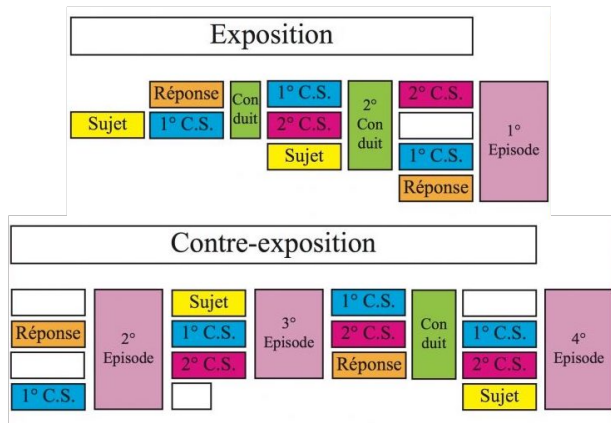 Exposition
Sujet
Réponse
1° C.S.
Con
duit
1° C.S.
2° C.S.
Sujet
2°
Con
duit
2° C.S.
1° C.S.
Réponse
1°
Episode
Contre-exposition
Réponse
1° C.S.
2°
Episode
Sujet
1° C.S.
2° C.S.
3°
Episode
1° C.S.
2° C.S.
Réponse
Con
duit
1° C.S.
2° C.S.
Sujet
4°
Episode